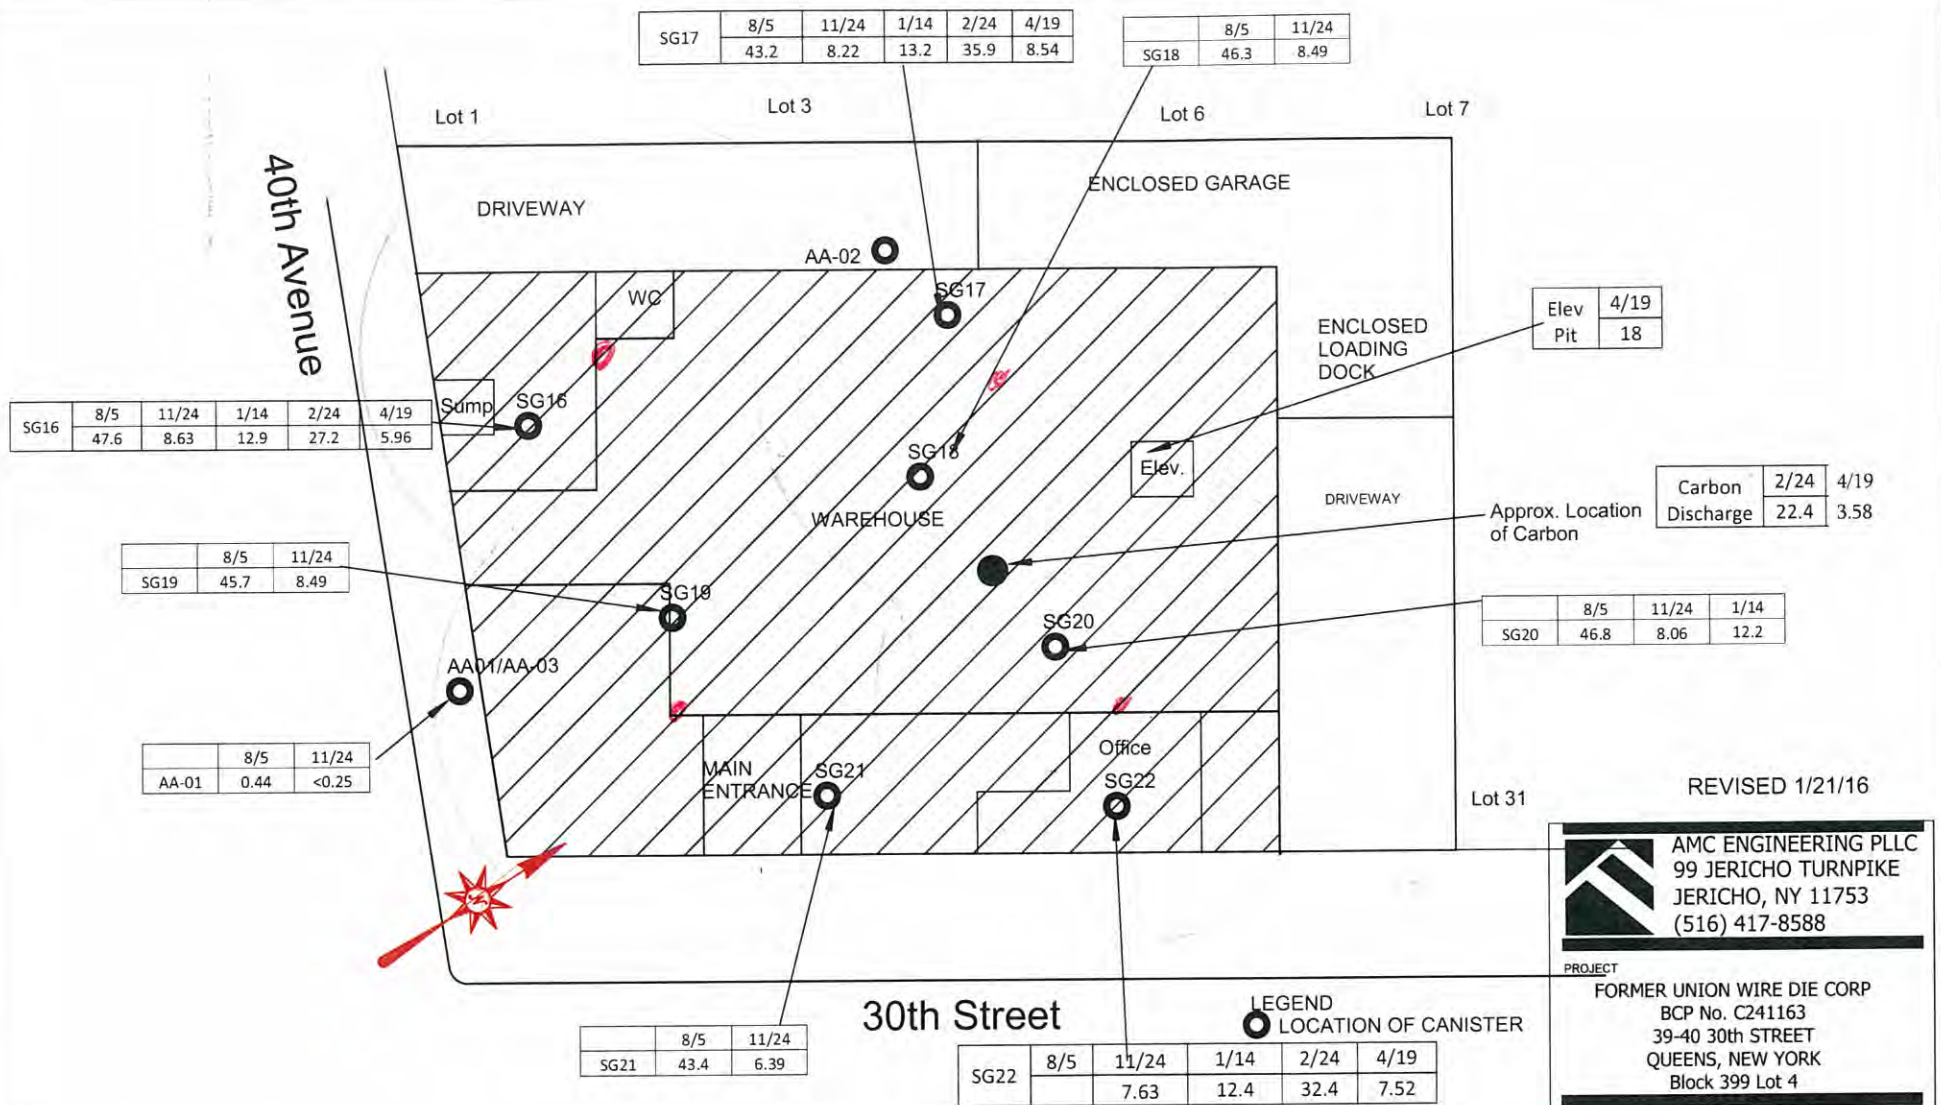 SG17 8/5 11/24 1/14 2/24 4/19
43.2 8.22 13.2 35.9 8.54
8/5 11/24
SG18 46.3 8.49
Lot 1
Lot 3
Lot 6
Lot 7
40th Avenue
DRIVEWAY
ENCLOSED GARAGE
AA-02
WC
SG17
ENCLOSED
LOADING
DOCK
Elev Pit 4/19
18
SG16 8/5 11/24 1/14 2/24 4/19
47.6 8.63 12.9 27.2 5.96
Sump
SG16
SG18
Elev.
WAREHOUSE
DRIVEWAY
Approx. Location
of Carbon
Carbon 2/24 4/19
Discharge 22.4 3.58
8/5 11/24
SG19 45.7 8.49
SG19
SG20
8/5 11/24 1/14
SG20 46.8 8.06 12.2
AA01/AA-03
8/5 11/24
AA-01 0.44 <0.25
MAIN
ENTRANCE
SG21
Office
SG22
Lot 31
REVISED 1/21/16
AMC ENGINEERING PLLC
99 JERICHO TURNPIKE
JERICHO, NY 11753
(516) 417-8588
PROJECT
FORMER UNION WIRE DIE CORP
BCP No. C241163
39-40 30th STREET
QUEENS, NEW YORK
Block 399 Lot 4
30th Street
LEGEND
LOCATION OF CANISTER
8/5 11/24
SG21 43.4 6.39
SG22 8/5 11/24 1/14 2/24 4/19
7.63 12.4 32.4 7.52